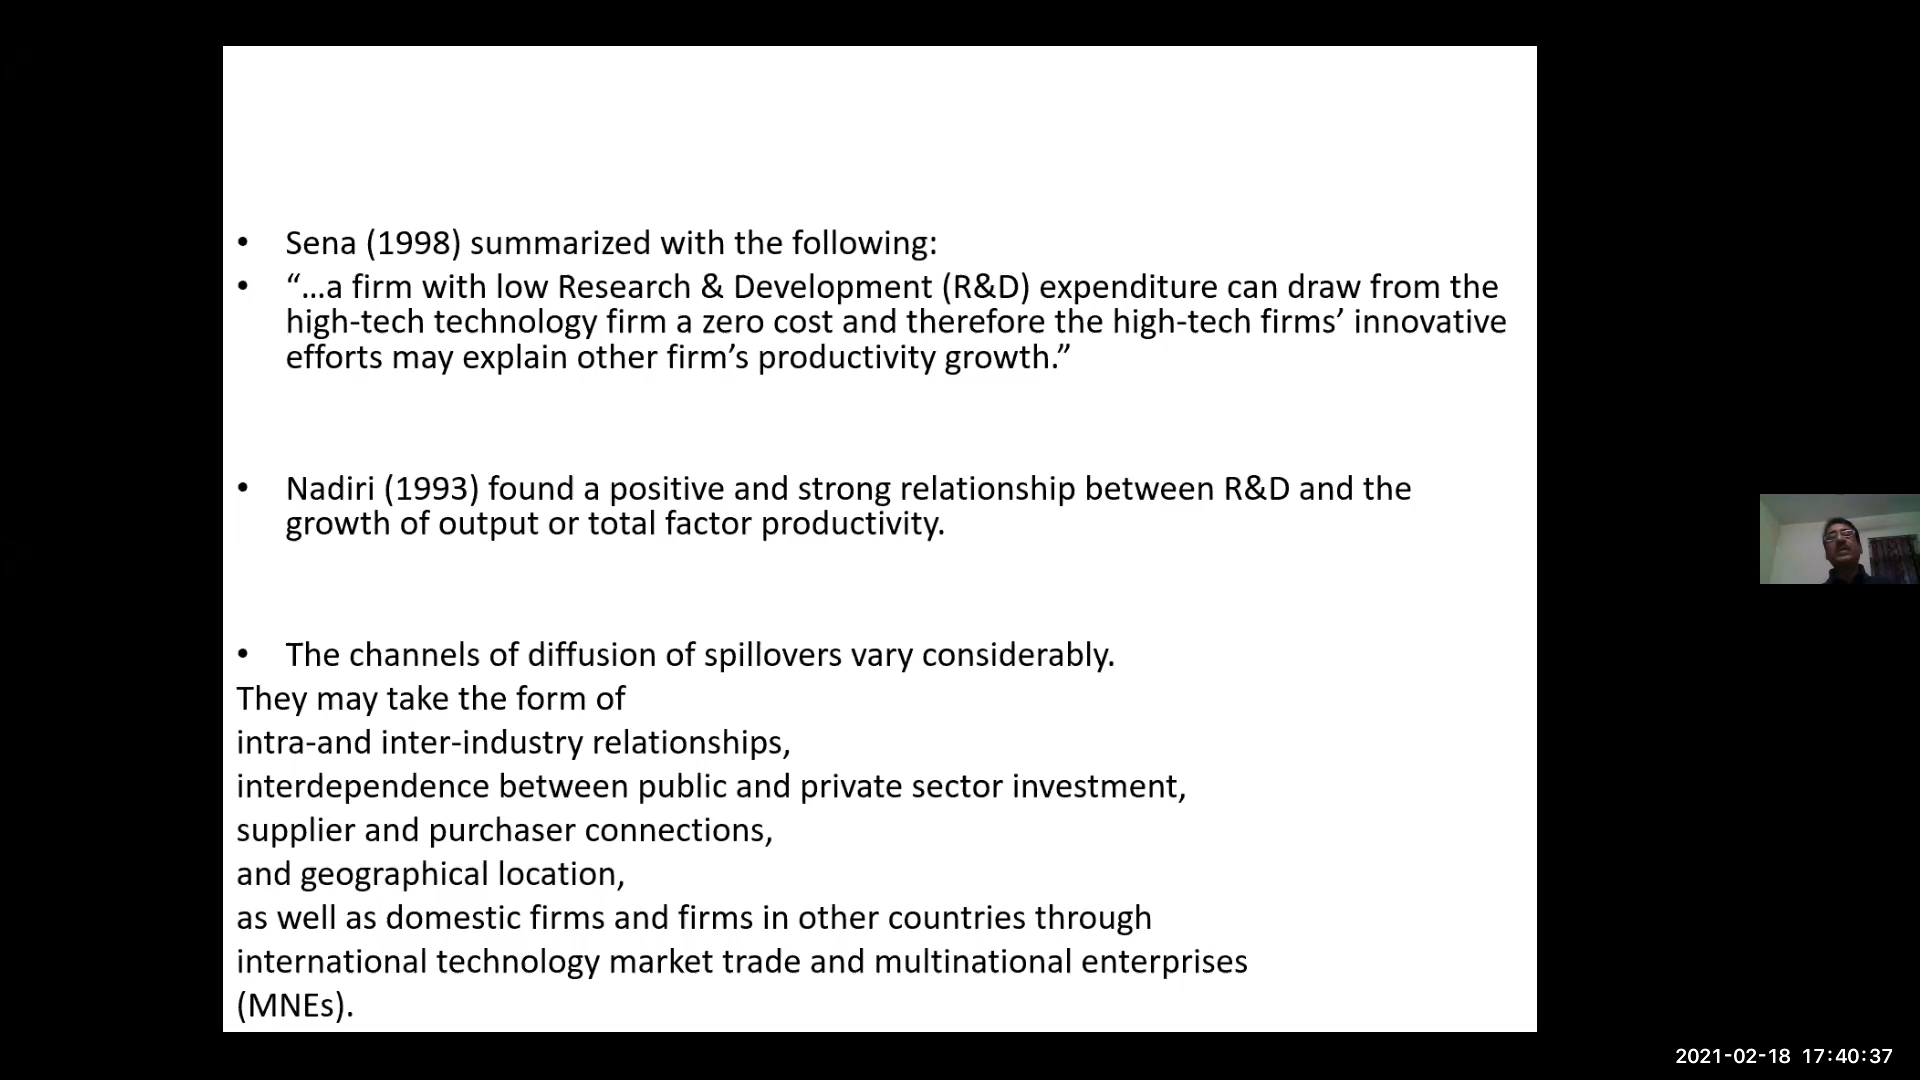 • Sena (1998) summarized with the following:
• “...a firm with low Research & Development (R&D) expenditure can draw from the
high-tech technology firm a zero cost and therefore the high-tech firms’ innovative
efforts may explain other firm’s productivity growth.”
• Nadiri (1993) found a positive and strong relationship between R&D and the
growth of output or total factor productivity.
• The channels of diffusion of spillovers vary considerably.
They may take the form of
intra-and inter-industry relationships,
interdependence between public and private sector investment,
supplier and purchaser connections,
and geographical location,
as well as domestic firms and firms in other countries through
international technology market trade and multinational enterprises
(MNEs).
2021-02-18 17:40:37